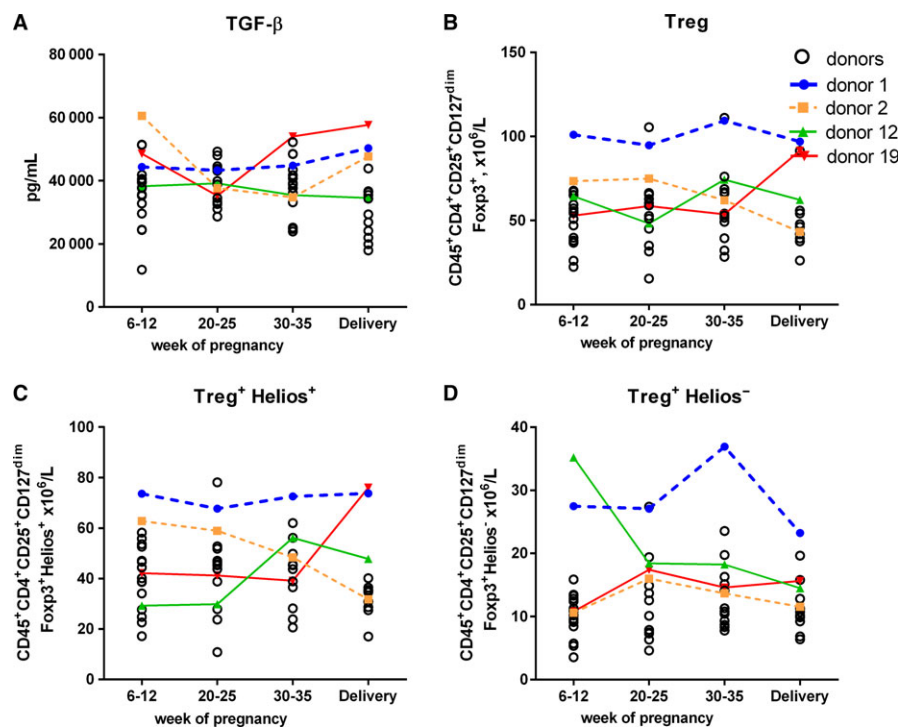 A
TGF-β
pg/mL
80 000
60 000
40 000
20 000
0
6-12
20-25
30-35
Delivery
week of pregnancy
B
Treg
CD45⁺CD4⁺CD25⁺CD127ᵈⁱᵐ
Foxp3⁺, x10⁶/L
150
100
50
0
donors
donor 1
donor 2
donor 12
donor 19
6-12
20-25
30-35
Delivery
week of pregnancy
C
Treg⁺ Helios⁺
CD45⁺CD4⁺CD25⁺CD127ᵈⁱᵐ
Foxp3⁺Helios⁺ x10⁶/L
100
80
60
40
20
0
6-12
20-25
30-35
Delivery
week of pregnancy
D
Treg⁺ Helios⁻
CD45⁺CD4⁺CD25⁺CD127ᵈⁱᵐ
Foxp3⁺Helios⁻ x10⁶/L
40
30
20
10
0
6-12
20-25
30-35
Delivery
week of pregnancy